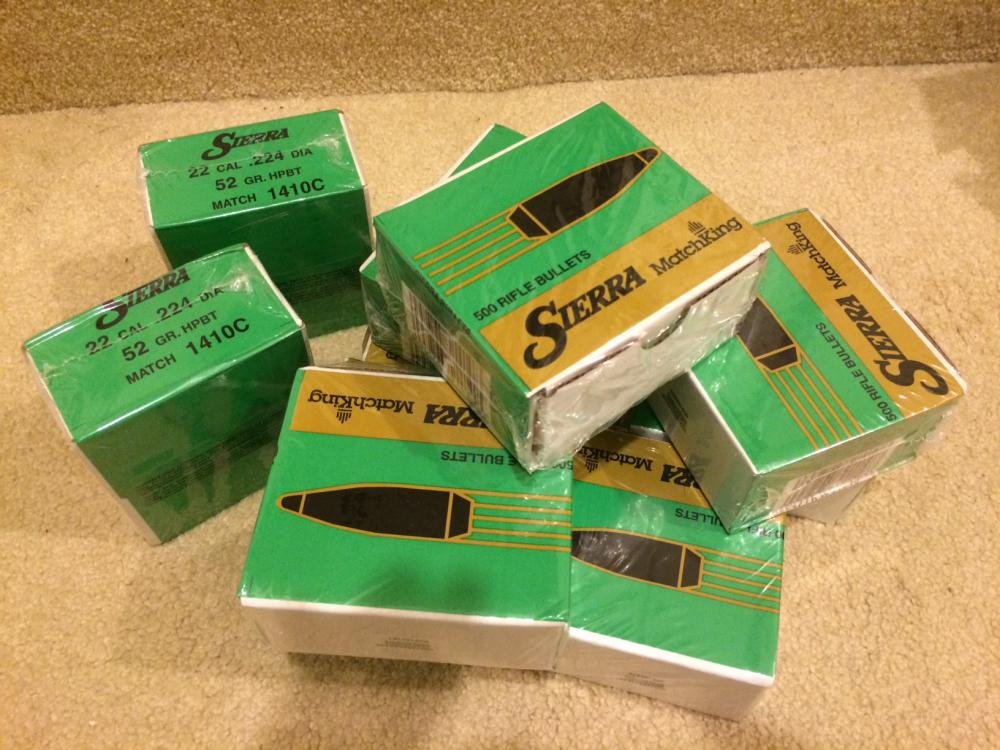 SIERRA
22 CAL .224 DIA
52 GR. HPBT
MATCH 1410C
SIERRA
22 CAL .224 DIA
52 GR. HPBT
MATCH 1410C
500 RIFLE BULLETS
SIERRA MatchKing
SIERRA MatchKing
500 RIFLE BULLETS
MatchKing
BULLETS
MatchKing